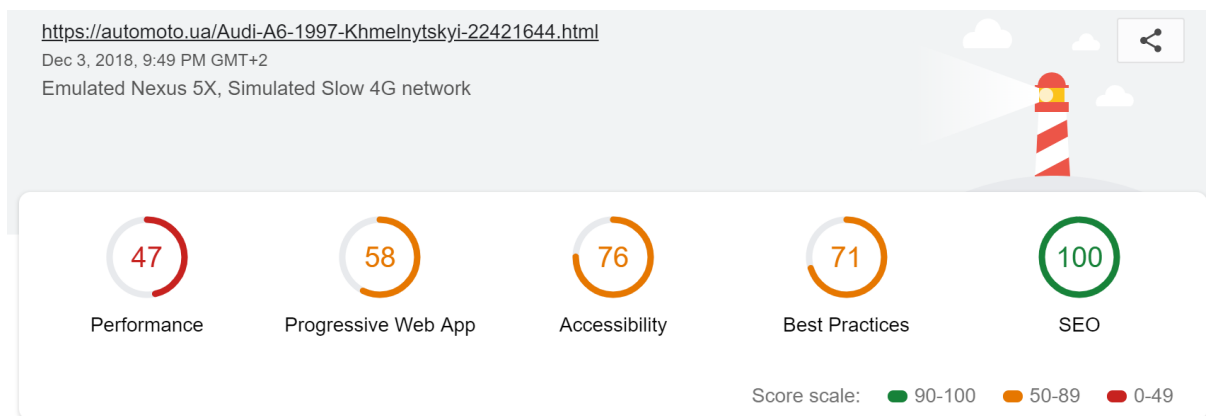 https://automoto.ua/Audi-A6-1997-Khmelnytskyi-22421644.html
Dec 3, 2018, 9:49 PM GMT+2
Emulated Nexus 5X, Simulated Slow 4G network
47 58 76 71 100
Performance Progressive Web App Accessibility Best Practices SEO
Score scale: 90-100 50-89 0-49